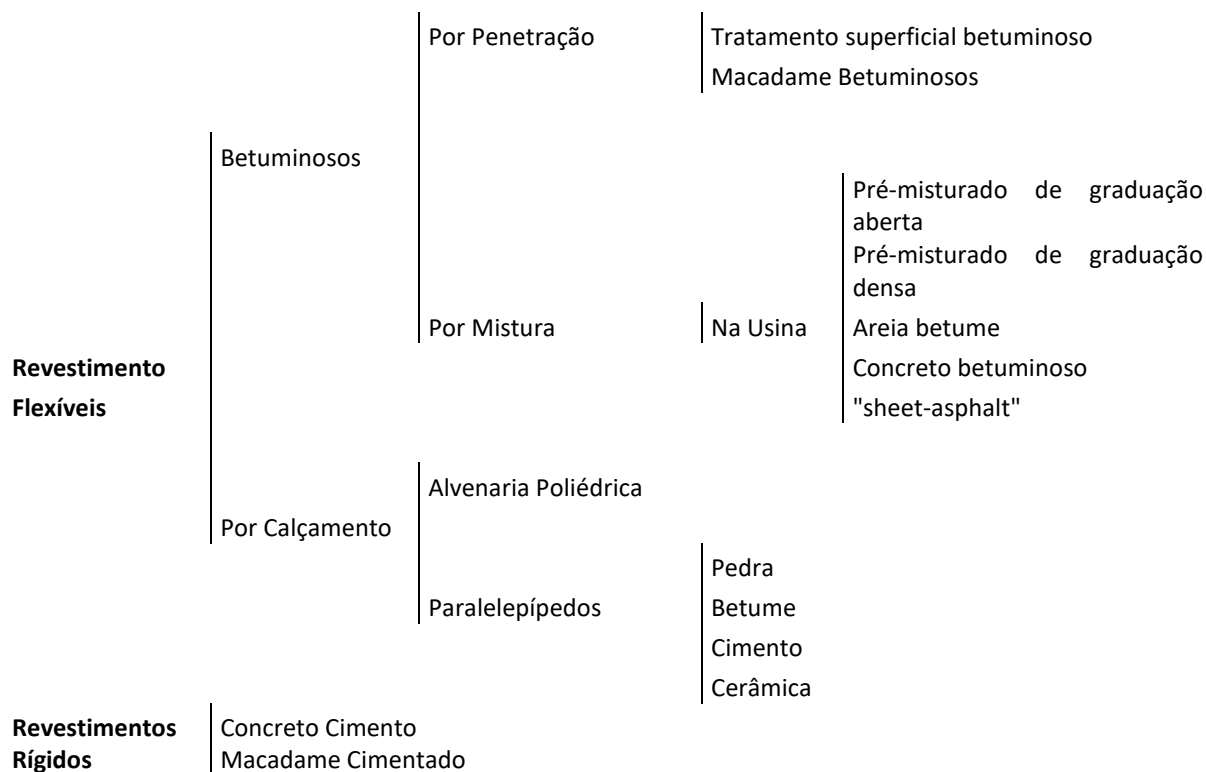 Por Penetração
Tratamento superficial betuminoso
Macadame Betuminosos
Betuminosos
Pré-misturado de graduação
aberta
Pré-misturado de graduação
densa
Por Mistura
Na Usina
Areia betume
Revestimento
Concreto betuminoso
Flexíveis
"sheet-asphalt"
Alvenaria Poliédrica
Por Calçamento
Pedra
Paralelepípedos
Betume
Cimento
Cerâmica
Revestimentos
Concreto Cimento
Rígidos
Macadame Cimentado